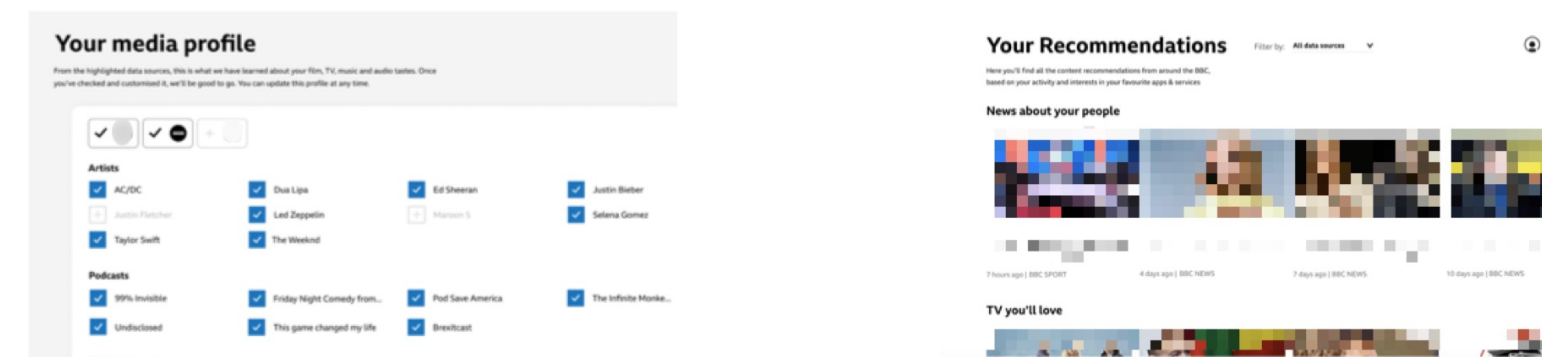 Your media profile
From the highlighted data sources, this is what we have learned about your film, TV, music and audio tastes. Once
you've checked and customised it, we'll be good to go. You can update this profile at any time.
Artists
AC/DC
Dua Lipa
Ed Sheeran
Justin Bieber
Justin Fletcher
Led Zeppelin
Maroon 5
Selena Gomez
Taylor Swift
The Weeknd
Podcasts
99% Invisible
Friday Night Comedy from...
Pod Save America
The Infinite Monke...
Undisclosed
This game changed my life
Brexitcast
Your Recommendations
Filter by: All data sources
Here you'll find all the content recommendations from around the BBC,
based on your activity and interests in your favourite apps & services
News about your people
7 hours ago | BBC SPORT
4 days ago | BBC NEWS
7 days ago | BBC NEWS
10 days ago | BBC NEWS
TV you'll love